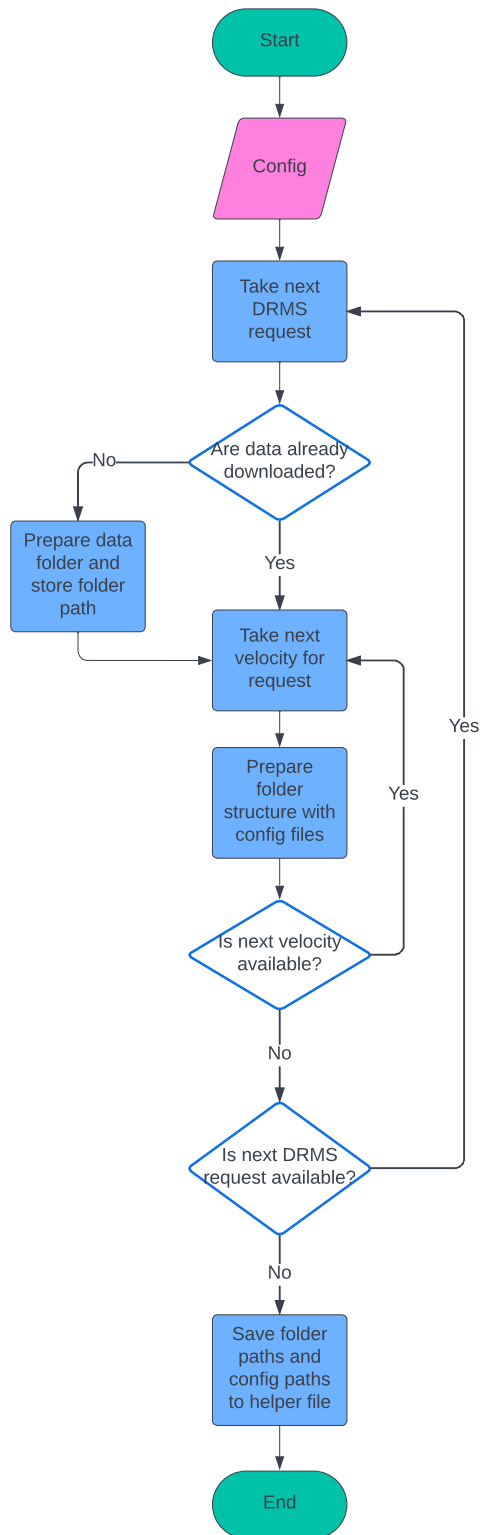 Start
Config
Take next
DRMS
request
Are data already
downloaded?
No
Prepare data
folder and
store folder
path
Yes
Take next
velocity for
request
Yes
Prepare
folder
structure with
config files
Yes
Is next velocity
available?
No
Is next DRMS
request available?
No
Save folder
paths and
config paths
to helper file
End